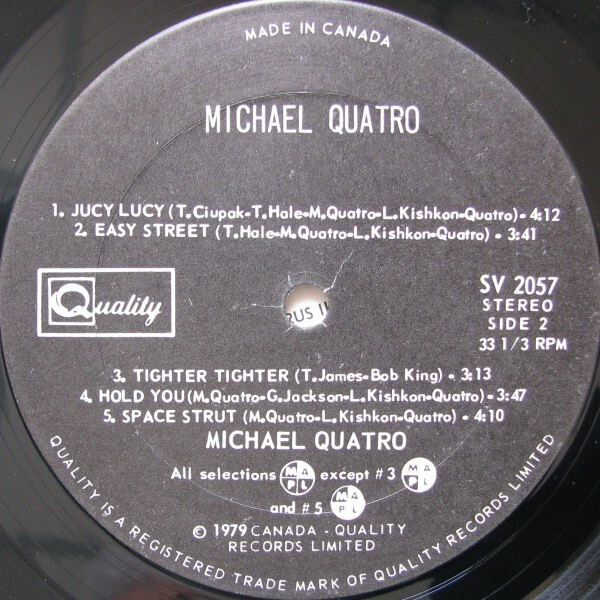 MADE IN CANADA
MICHAEL QUATRO
1. JUCY LUCY (T. Ciupak-T. Hale-M. Quatro-L. Kishkon-Quatro) - 4:12
2. EASY STREET (T. Hale-M. Quatro-L. Kishkon-Quatro) - 3:41
Quality
SV 2057
STEREO
SIDE 2
33 1/3 RPM
3. TIGHTER TIGHTER (T. James-Bob King) - 3:13
4. HOLD YOU (M. Quatro-G. Jackson-L. Kishkon-Quatro) - 3:47
5. SPACE STRUT (M. Quatro-L. Kishkon-Quatro) - 4:10
MICHAEL QUATRO
All selections MAPL except #3 MAPL
and #5 MAPL
© 1979 CANADA - QUALITY
RECORDS LIMITED
QUALITY IS A REGISTERED TRADE MARK OF QUALITY RECORDS LIMITED